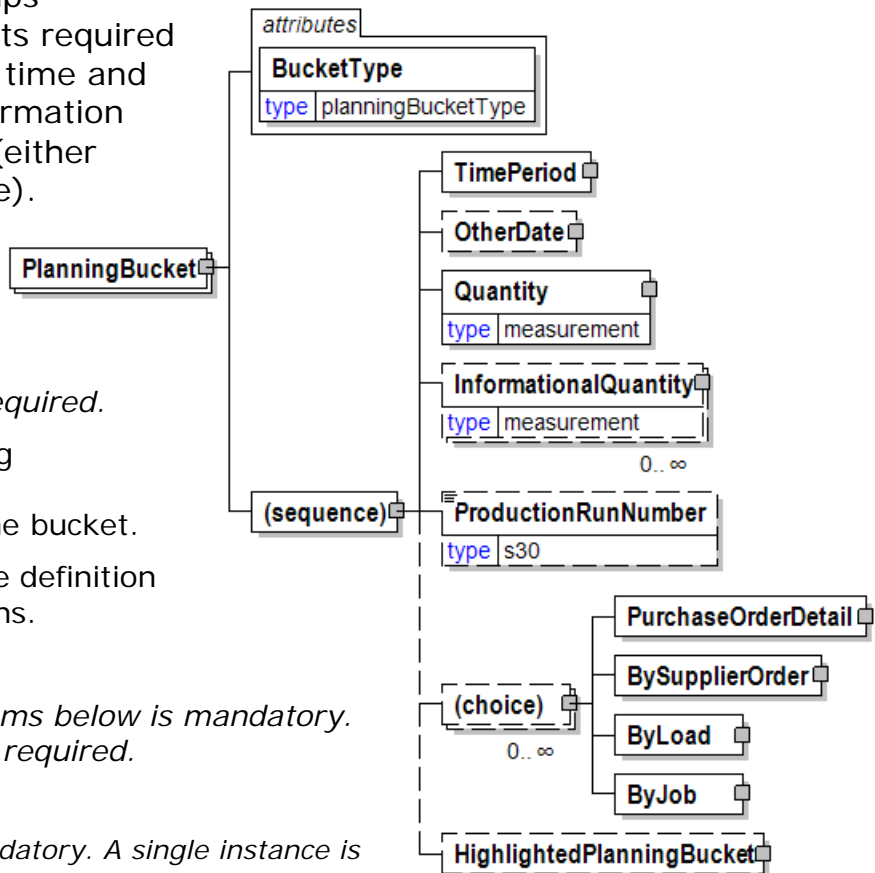 ts required
time and
rmation
(either
e).
equired.
g
ne bucket.
e definition
ns.
ms below is mandatory.
required.
datory. A single instance is
attributes
BucketType
type planningBucketType
PlanningBucket
(sequence)
TimePeriod
OtherDate
Quantity
type measurement
InformationalQuantity
type measurement
0.. ∞
ProductionRunNumber
type s30
(choice)
0.. ∞
PurchaseOrderDetail
BySupplierOrder
ByLoad
ByJob
HighlightedPlanningBucket